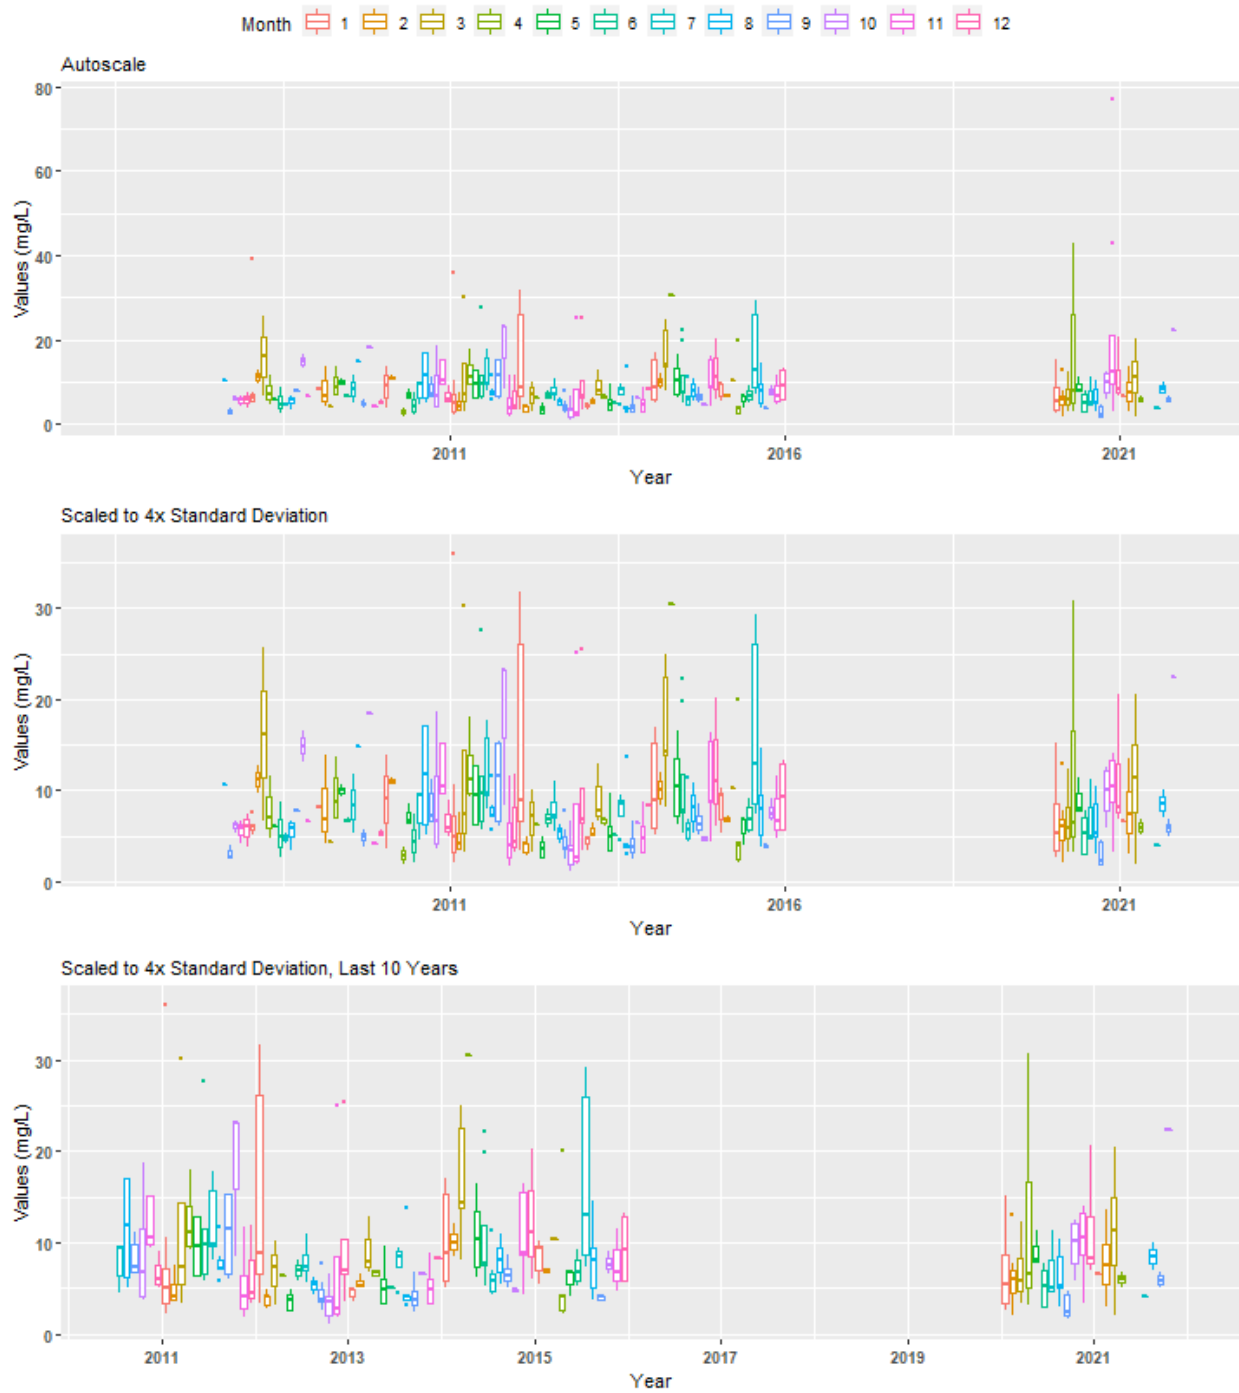 Month 1 2 3 4 5 6 7 8 9 10 11 12
Autoscale
80
60
40
20
0
Values (mg/L)
2011 2016 2021
Year
Scaled to 4x Standard Deviation
30
20
10
0
Values (mg/L)
2011 2016 2021
Year
Scaled to 4x Standard Deviation, Last 10 Years
30
20
10
0
Values (mg/L)
2011 2013 2015 2017 2019 2021
Year